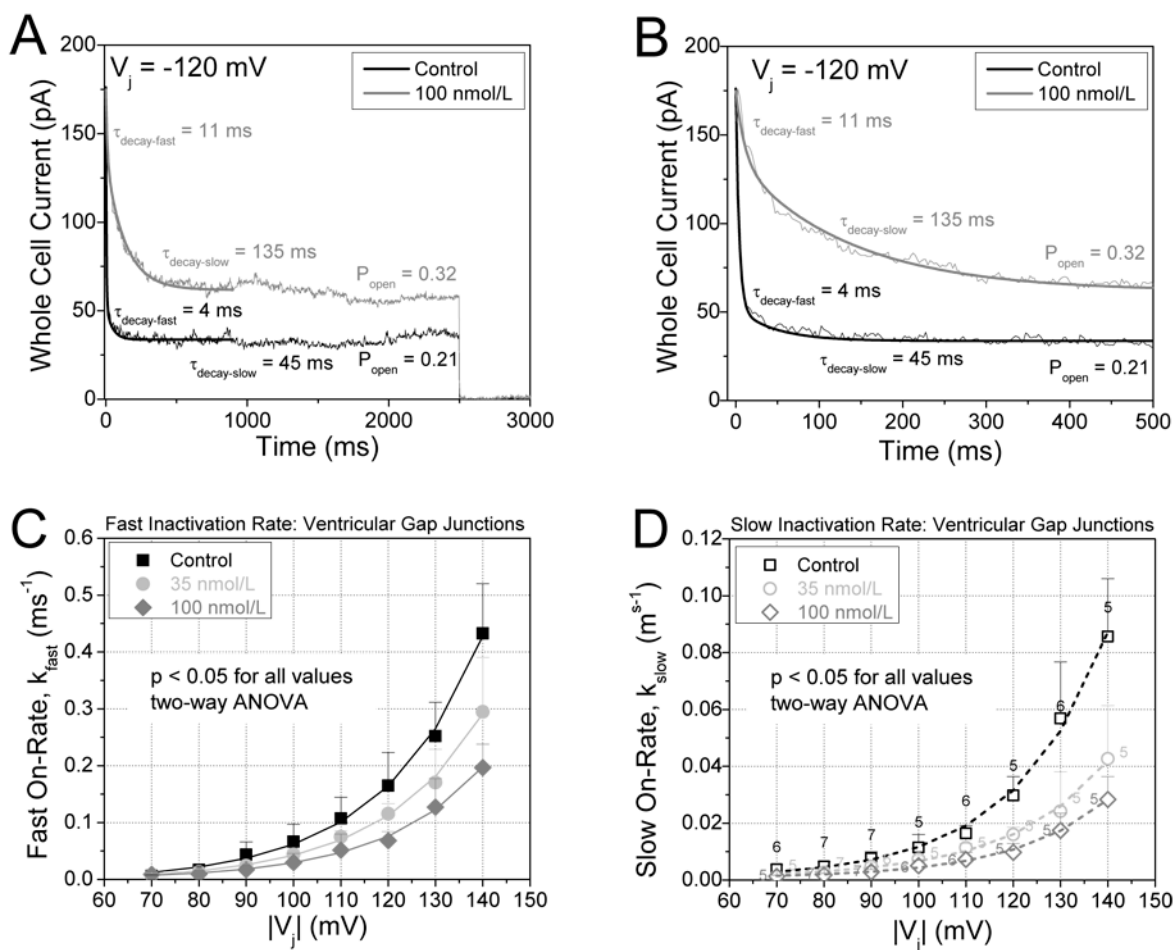 A
V_j = -120 mV
Control
100 nmol/L
τ_decay-fast = 11 ms
τ_decay-slow = 135 ms
P_open = 0.32
τ_decay-fast = 4 ms
τ_decay-slow = 45 ms
P_open = 0.21
Whole Cell Current (pA)
200
150
100
50
0
0 1000 2000 3000
Time (ms)
B
V_j = -120 mV
Control
100 nmol/L
τ_decay-fast = 11 ms
τ_decay-slow = 135 ms
P_open = 0.32
τ_decay-fast = 4 ms
τ_decay-slow = 45 ms
P_open = 0.21
Whole Cell Current (pA)
200
150
100
50
0
0 100 200 300 400 500
Time (ms)
C
Fast Inactivation Rate: Ventricular Gap Junctions
Control
35 nmol/L
100 nmol/L
p < 0.05 for all values
two-way ANOVA
Fast On-Rate, k_fast (ms⁻¹)
0.6
0.5
0.4
0.3
0.2
0.1
0.0
60 70 80 90 100 110 120 130 140 150
|V_j| (mV)
D
Slow Inactivation Rate: Ventricular Gap Junctions
Control
35 nmol/L
100 nmol/L
p < 0.05 for all values
two-way ANOVA
Slow On-Rate, k_slow (m^s-1)
0.12
0.10
0.08
0.06
0.04
0.02
0.00
6 7 7 5 6 5 6 5
60 70 80 90 100 110 120 130 140 150
|V_j| (mV)